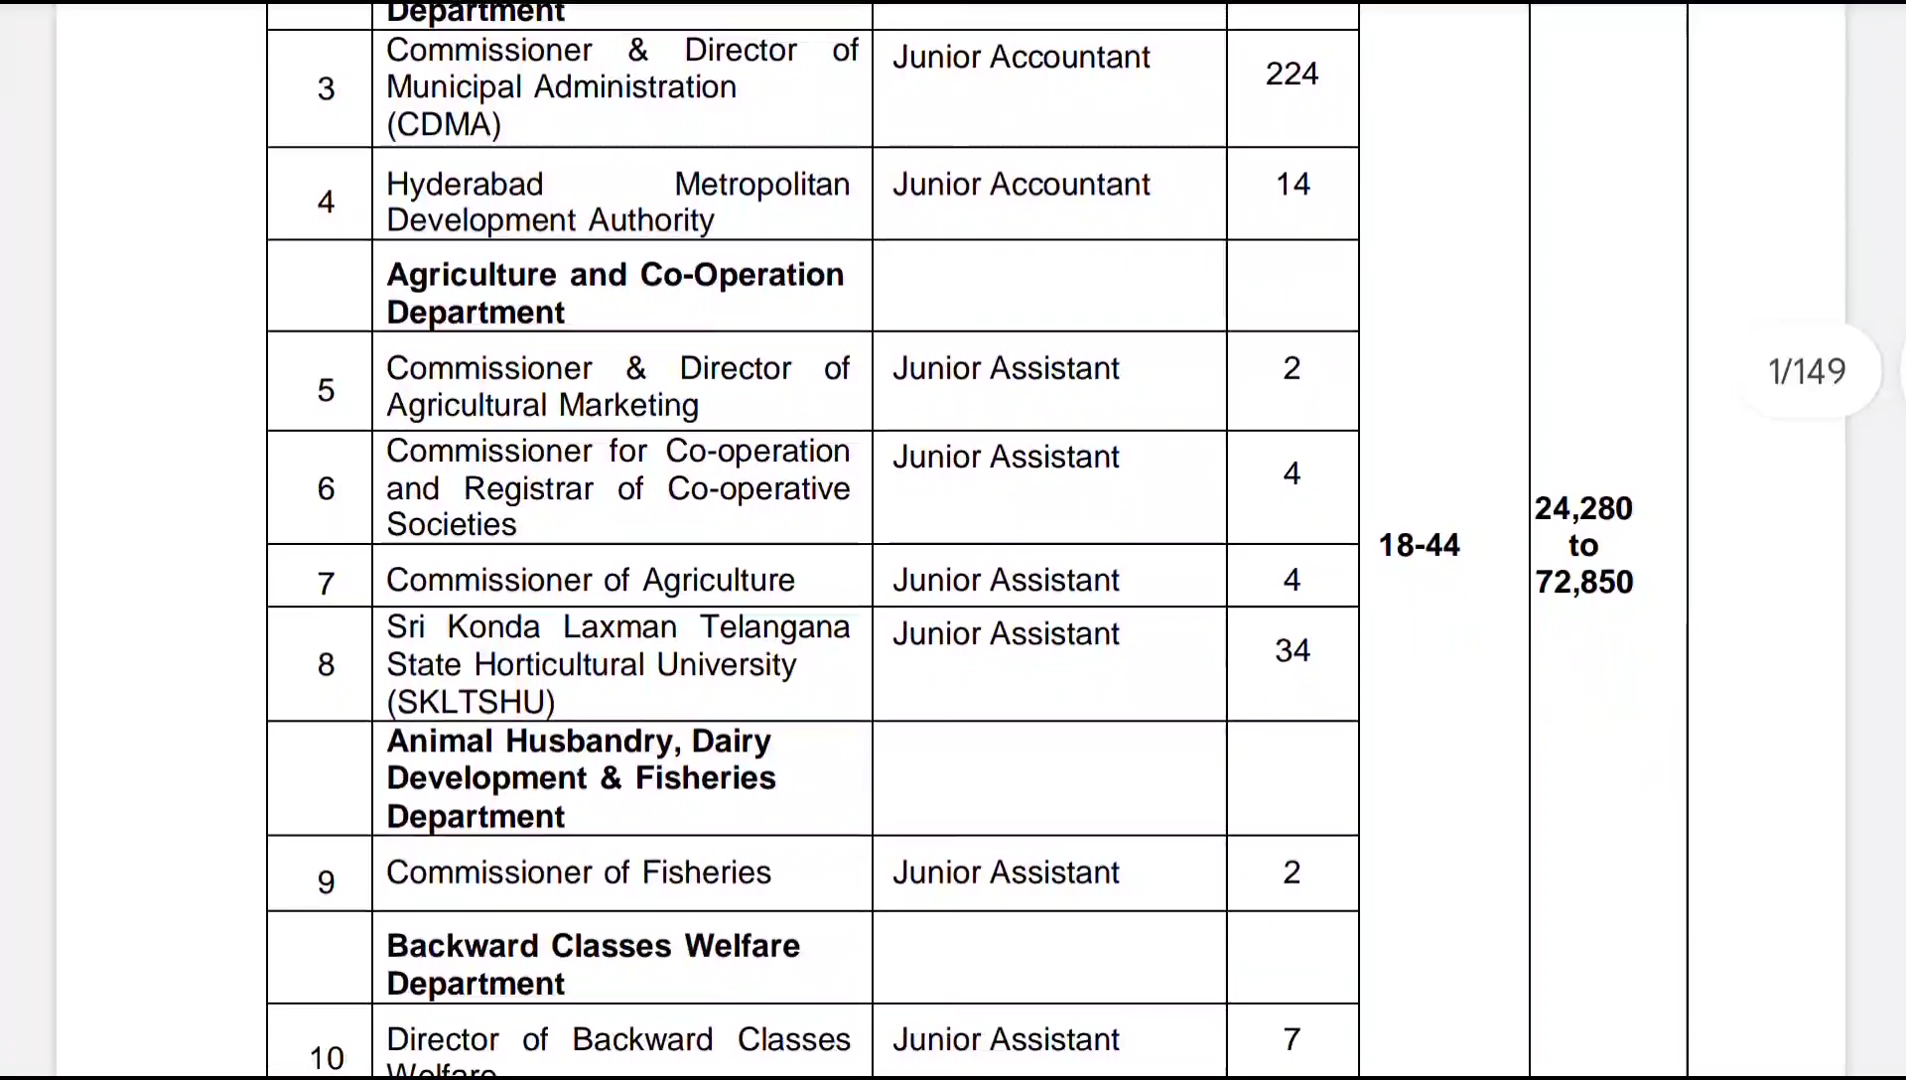 Department
3
Commissioner & Director of
Municipal Administration
(CDMA)
Junior Accountant
224
4
Hyderabad Metropolitan
Development Authority
Junior Accountant
14
Agriculture and Co-Operation
Department
5
Commissioner & Director of
Agricultural Marketing
Junior Assistant
2
6
Commissioner for Co-operation
and Registrar of Co-operative
Societies
Junior Assistant
4
7
Commissioner of Agriculture
Junior Assistant
4
8
Sri Konda Laxman Telangana
State Horticultural University
(SKLTSHU)
Junior Assistant
34
Animal Husbandry, Dairy
Development & Fisheries
Department
9
Commissioner of Fisheries
Junior Assistant
2
Backward Classes Welfare
Department
10
Director of Backward Classes
Welfare
Junior Assistant
7
18-44
24,280
to
72,850
1/149